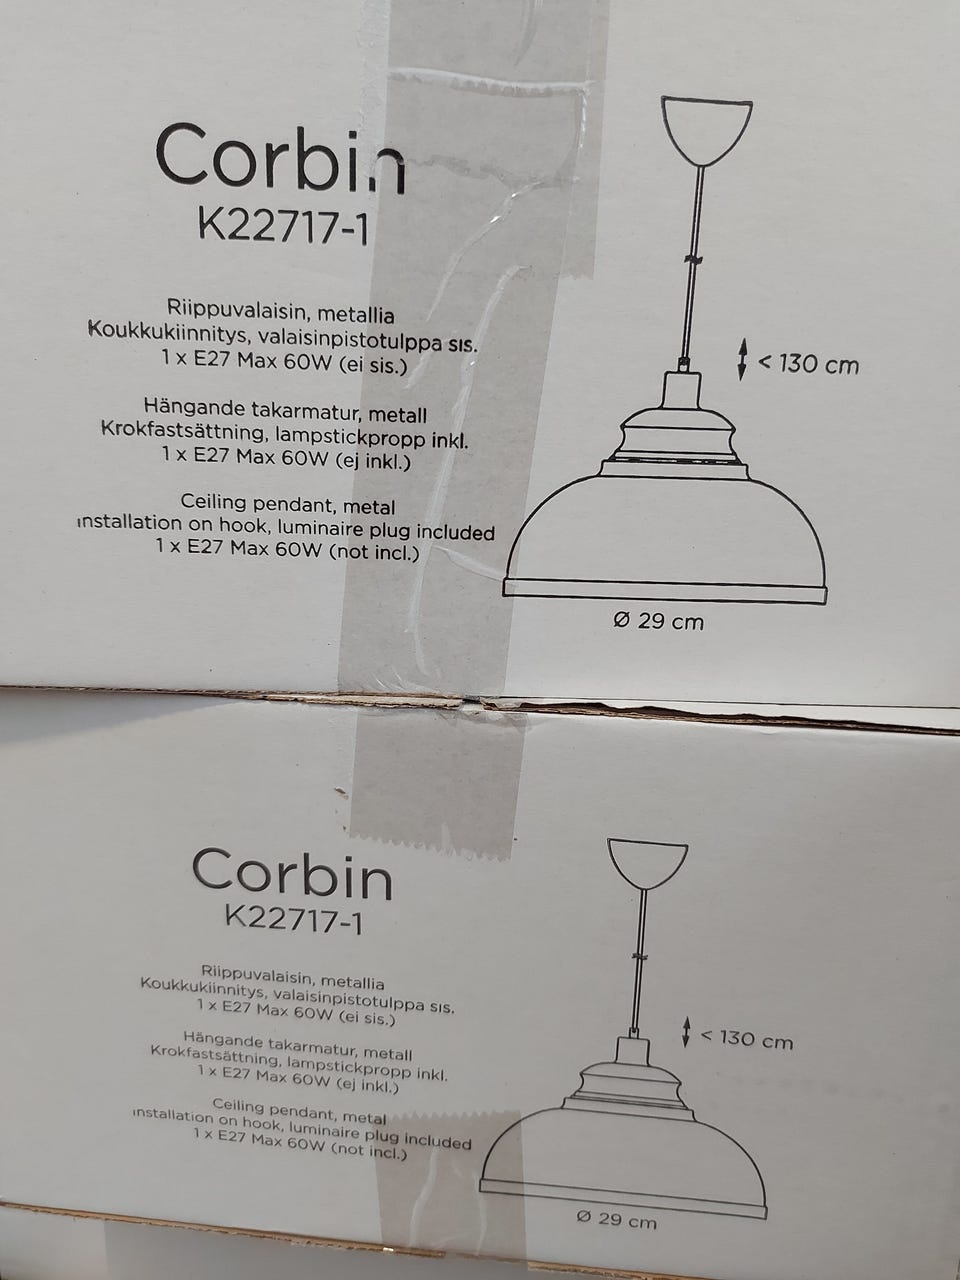 Corbin
K22717-1
Riippuvalaisin, metallia
Koukkukiinnitys, valaisinpistotulppa sis.
1 x E27 Max 60W (ei sis.)
Hängande takarmatur, metall
Krokfastsättning, lampstickpropp inkl.
1 x E27 Max 60W (ej inkl.)
Ceiling pendant, metal
Installation on hook, luminaire plug included
1 x E27 Max 60W (not incl.)
< 130 cm
Ø 29 cm
Corbin
K22717-1
Riippuvalaisin, metallia
Koukkukiinnitys, valaisinpistotulppa sis.
1 x E27 Max 60W (ei sis.)
Hängande takarmatur, metall
Krokfastsättning, lampstickpropp inkl.
1 x E27 Max 60W (ej inkl.)
Ceiling pendant, metal
Installation on hook, luminaire plug included
1 x E27 Max 60W (not incl.)
< 130 cm
Ø 29 cm